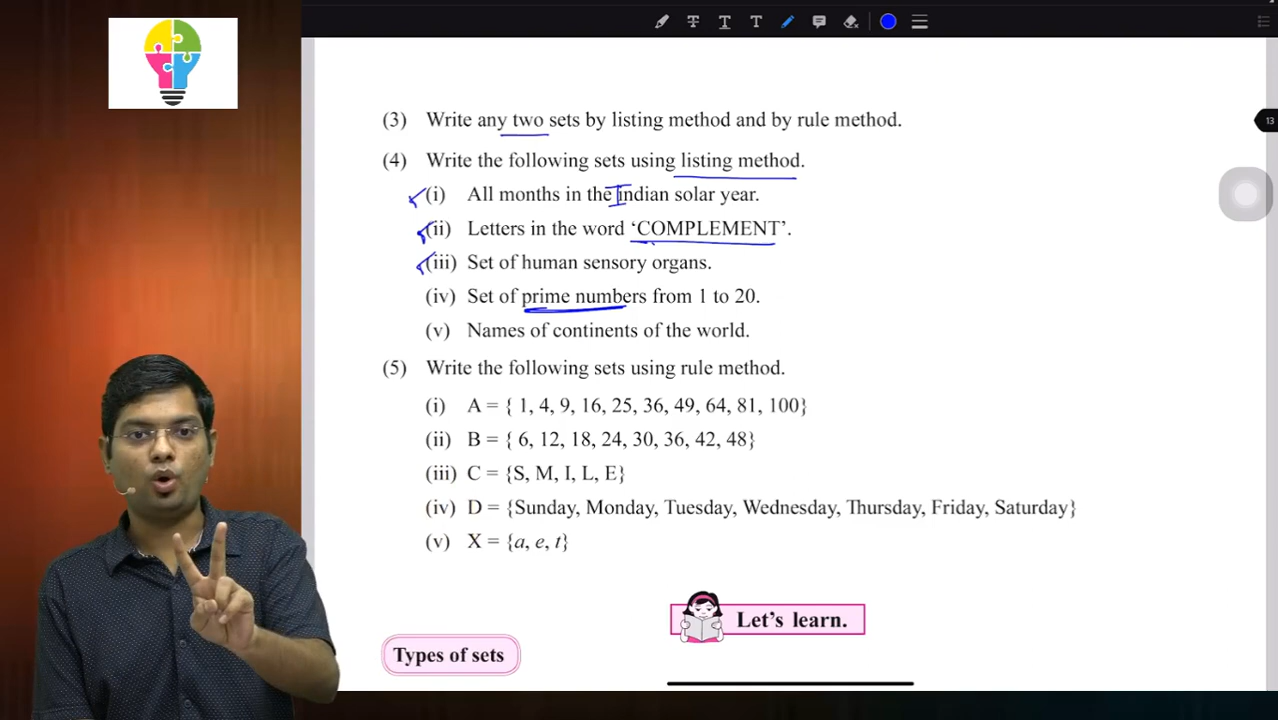 (3) Write any two sets by listing method and by rule method.
(4) Write the following sets using listing method.
(i) All months in the Indian solar year.
(ii) Letters in the word ‘COMPLEMENT’.
(iii) Set of human sensory organs.
(iv) Set of prime numbers from 1 to 20.
(v) Names of continents of the world.
(5) Write the following sets using rule method.
(i) A = { 1, 4, 9, 16, 25, 36, 49, 64, 81, 100}
(ii) B = { 6, 12, 18, 24, 30, 36, 42, 48}
(iii) C = {S, M, I, L, E}
(iv) D = {Sunday, Monday, Tuesday, Wednesday, Thursday, Friday, Saturday}
(v) X = {a, e, t}
Let’s learn.
Types of sets
13